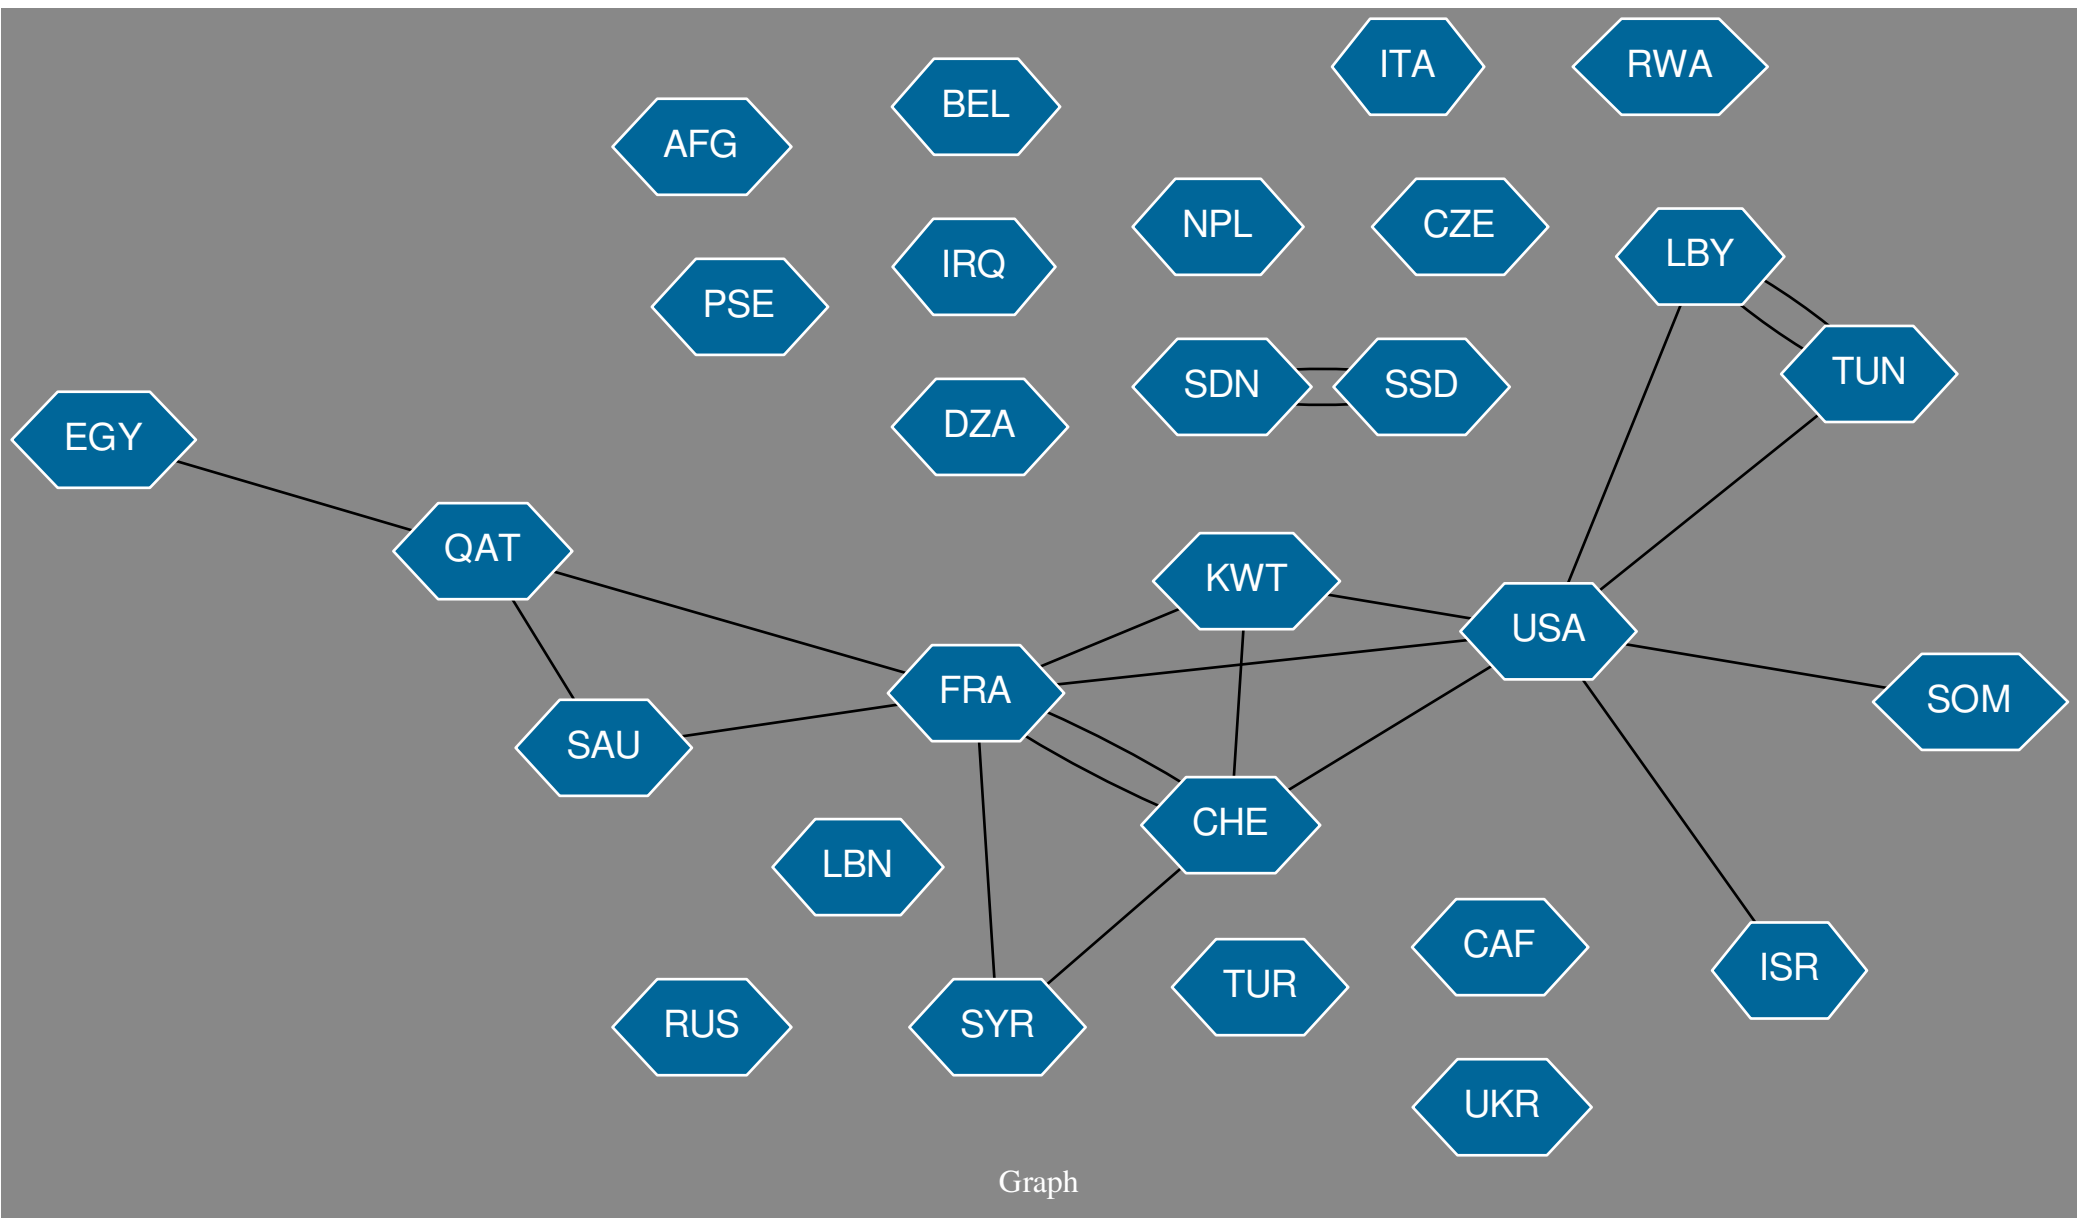 ITA
RWA
BEL
AFG
NPL
CZE
LBY
IRQ
PSE
TUN
SDN
SSD
DZA
EGY
QAT
KWT
USA
FRA
SOM
SAU
CHE
LBN
CAF
ISR
TUR
RUS
SYR
UKR
Graph